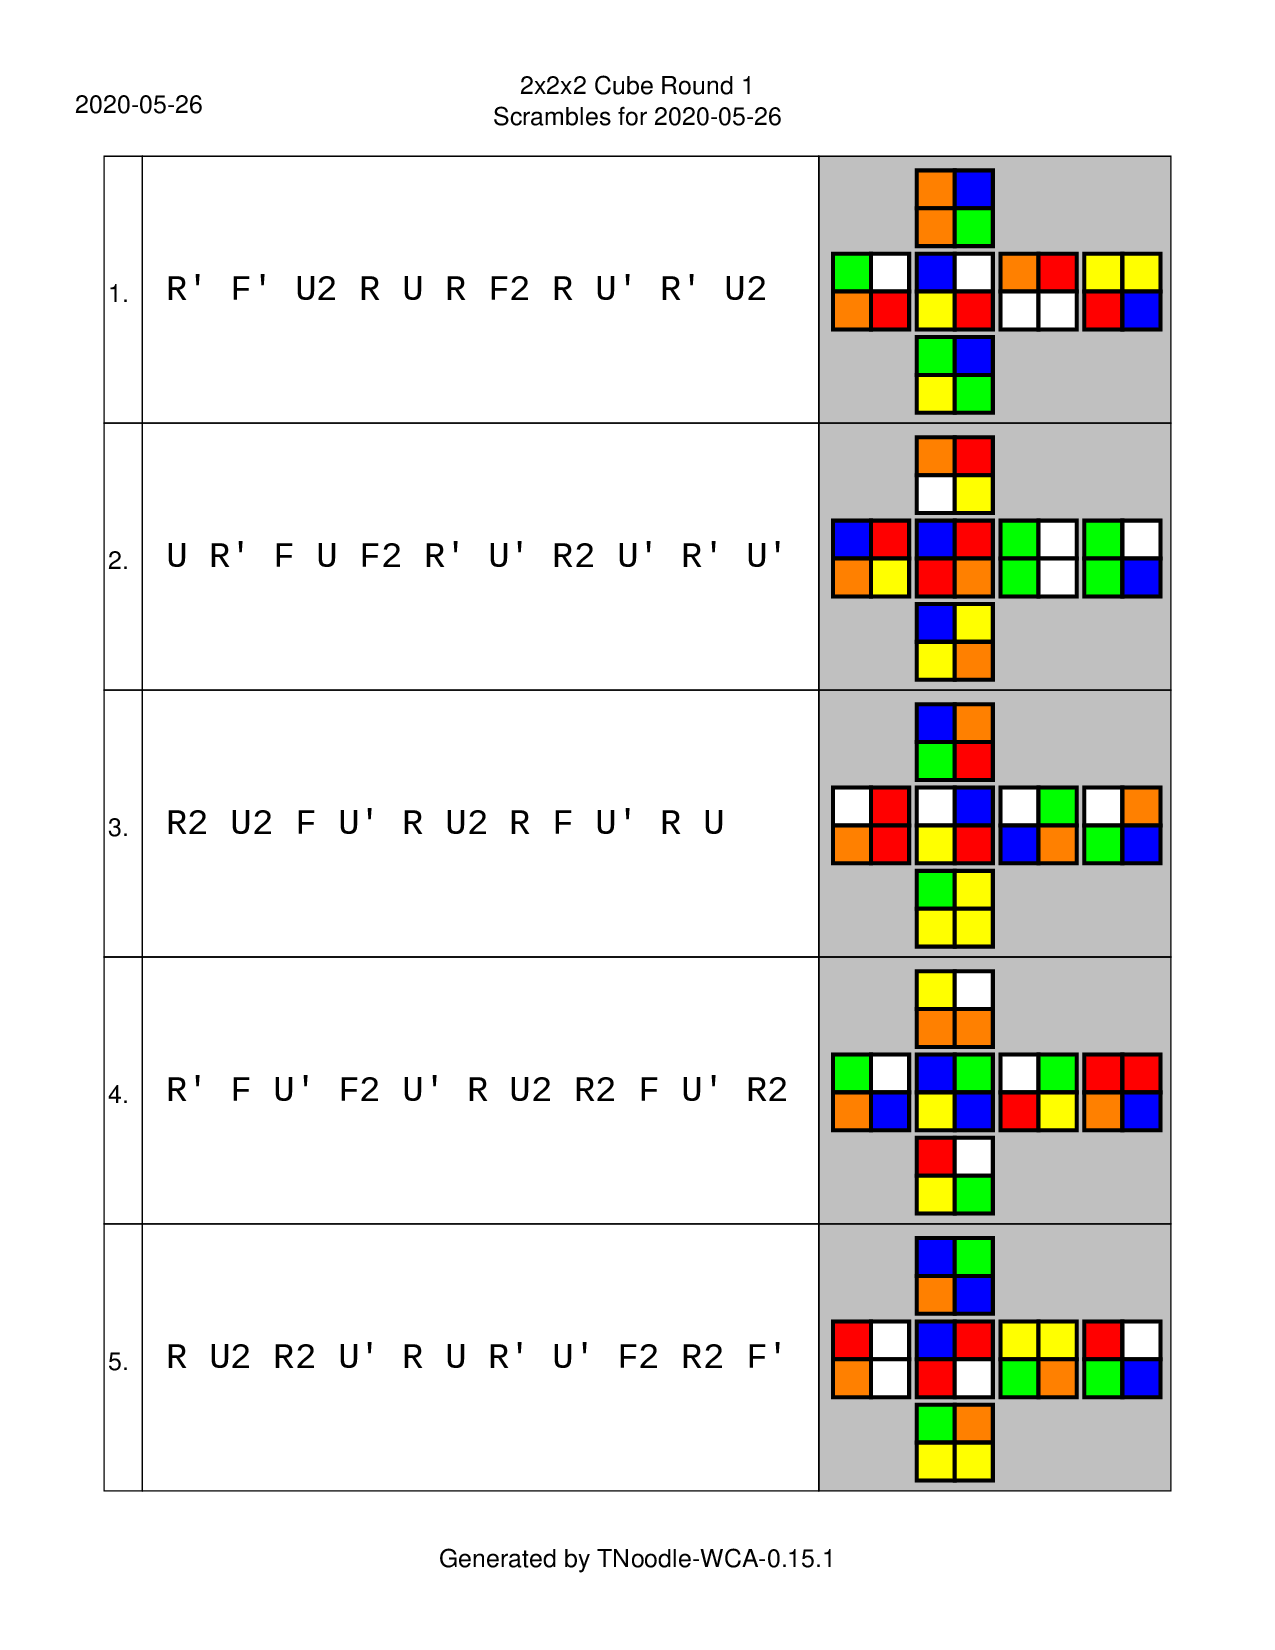 2020-05-26
2x2x2 Cube Round 1
Scrambles for 2020-05-26
1. R' F' U2 R U R F2 R U' R' U2
2. U R' F U F2 R' U' R2 U' R' U'
3. R2 U2 F U' R U2 R F U' R U
4. R' F U' F2 U' R U2 R2 F U' R2
5. R U2 R2 U' R U R' U' F2 R2 F'
Generated by TNoodle-WCA-0.15.1